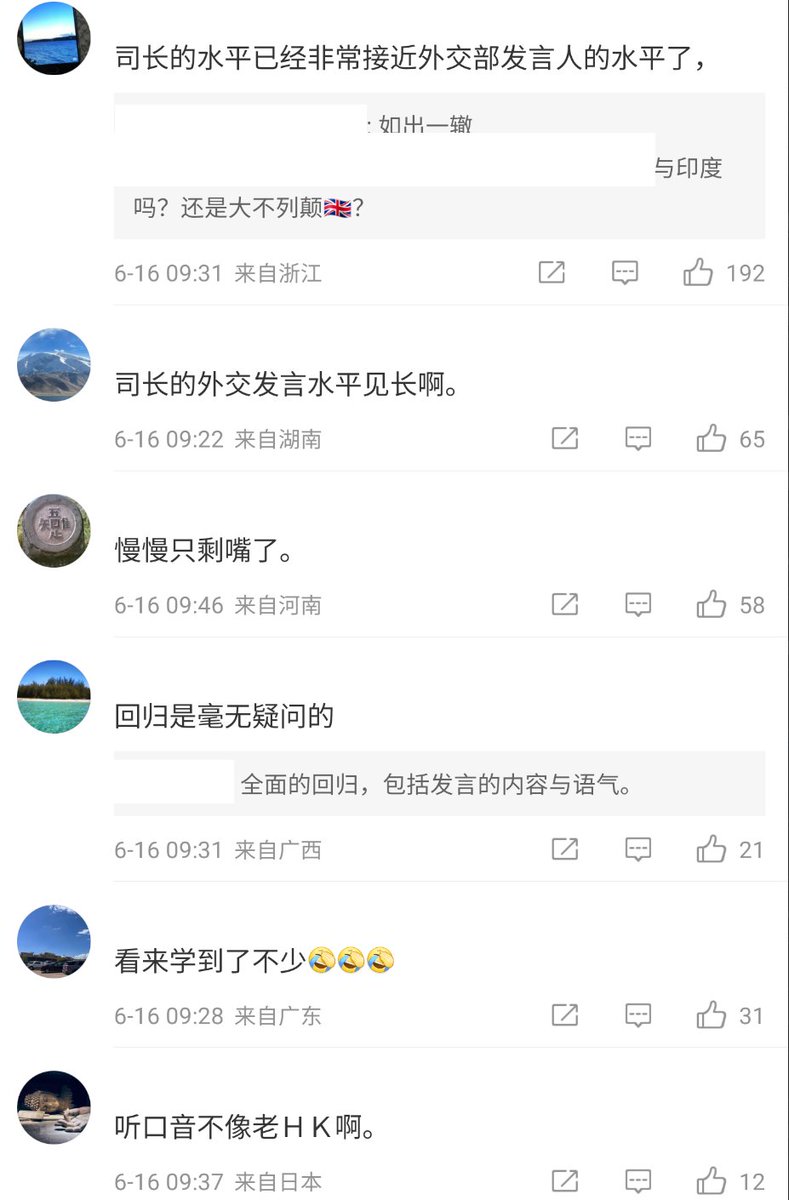 司长的水平已经非常接近外交部发言人的水平了，
: 如出一辙
与印度
吗？还是大不列颠🇬🇧？
6-16 09:31 来自浙江
192
司长的外交发言水平见长啊。
6-16 09:22 来自湖南
65
慢慢只剩嘴了。
6-16 09:46 来自河南
58
回归是毫无疑问的
全面的回归，包括发言的内容与语气。
6-16 09:31 来自广西
21
看来学到了不少🤣🤣🤣
6-16 09:28 来自广东
31
听口音不像老ＨＫ啊。
6-16 09:37 来自日本
12